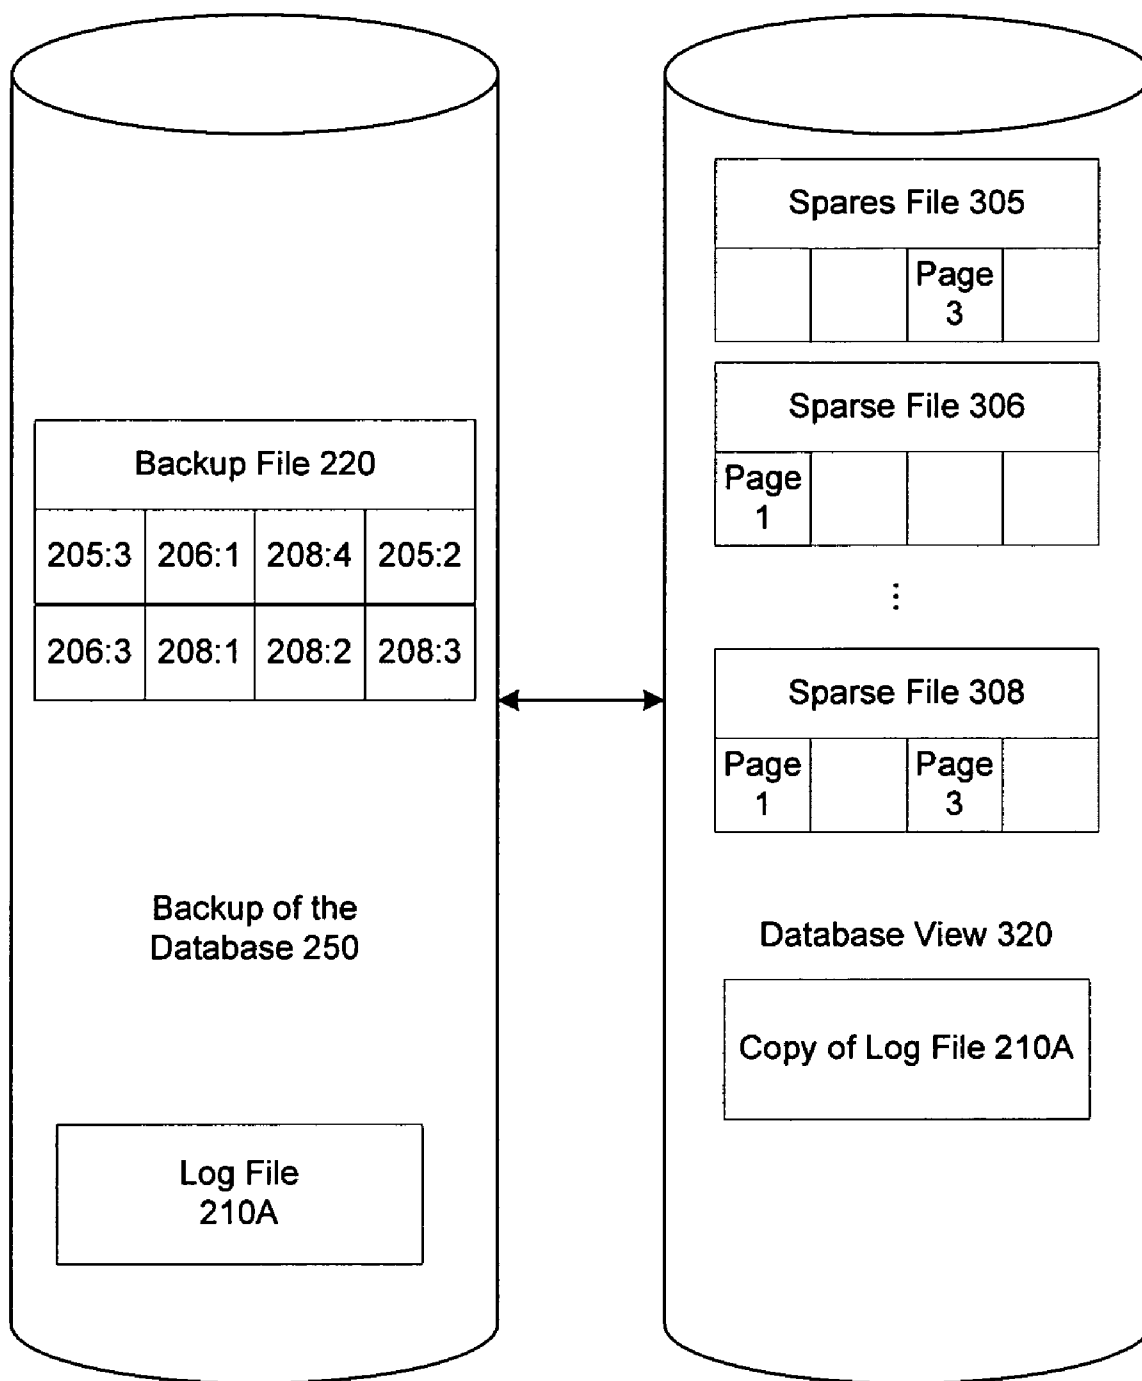 Backup File 220
205:3 206:1 208:4 205:2
206:3 208:1 208:2 208:3
Backup of the
Database 250
Log File
210A
Spares File 305
Page
3
Sparse File 306
Page
1
⋮
Sparse File 308
Page Page
1 3
Database View 320
Copy of Log File 210A